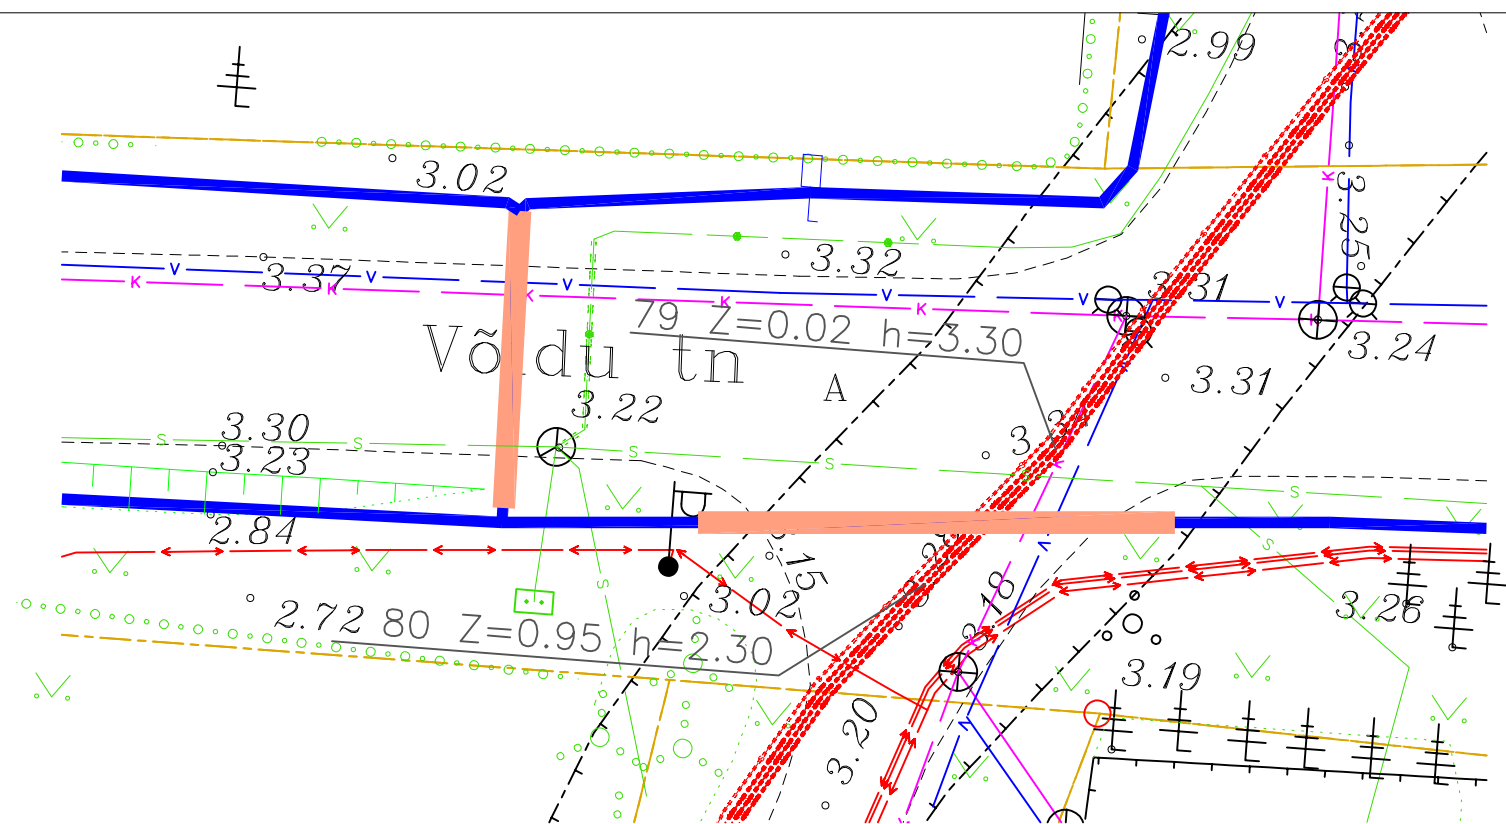 2.99
3.02
3.25
3.37
3.32
3.31
79 Z=0.02 h=3.30
Võidu tn
A
3.24
3.31
3.22
3.30
3.23
2.84
3.02
3.26
2.72
80 Z=0.95 h=2.30
3.19
3.20
V
V
V
V
V
V
K
K
K
K
K
K
S
S
S
S
S
S
S